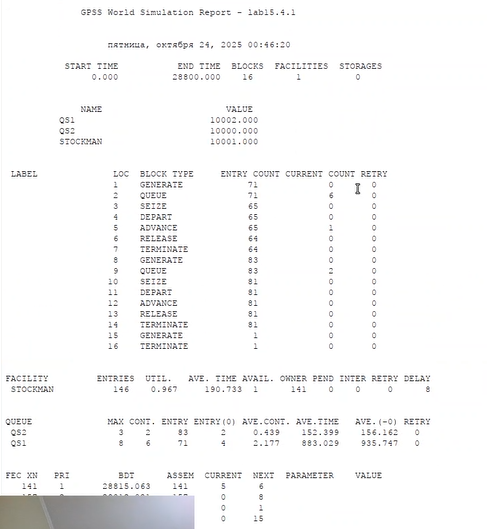 GPSS World Simulation Report - lab15.4.1
пятница, октября 24, 2025 00:46:20
START TIME END TIME BLOCKS FACILITIES STORAGES
0.000 28800.000 16 1 0
NAME VALUE
QS1 10002.000
QS2 10000.000
STOCKMAN 10001.000
LABEL LOC BLOCK TYPE ENTRY COUNT CURRENT COUNT RETRY
1 GENERATE 71 0 0
2 QUEUE 71 6 0
3 SEIZE 65 0 0
4 DEPART 65 0 0
5 ADVANCE 65 1 0
6 RELEASE 64 0 0
7 TERMINATE 64 0 0
8 GENERATE 83 0 0
9 QUEUE 83 2 0
10 SEIZE 81 0 0
11 DEPART 81 0 0
12 ADVANCE 81 0 0
13 RELEASE 81 0 0
14 TERMINATE 81 0 0
15 GENERATE 1 0 0
16 TERMINATE 1 0 0
FACILITY ENTRIES UTIL. AVE. TIME AVAIL. OWNER PEND INTER RETRY DELAY
STOCKMAN 146 0.967 190.733 1 141 0 0 0 8
QUEUE MAX CONT. ENTRY ENTRY(0) AVE.CONT. AVE.TIME AVE.(-0) RETRY
QS2 3 2 83 2 0.439 152.399 156.162 0
QS1 8 6 71 4 2.177 883.029 935.747 0
FEC XN PRI BDT ASSEM CURRENT NEXT PARAMETER VALUE
141 1 28815.063 141 5 6
0 8
0 1
0 15